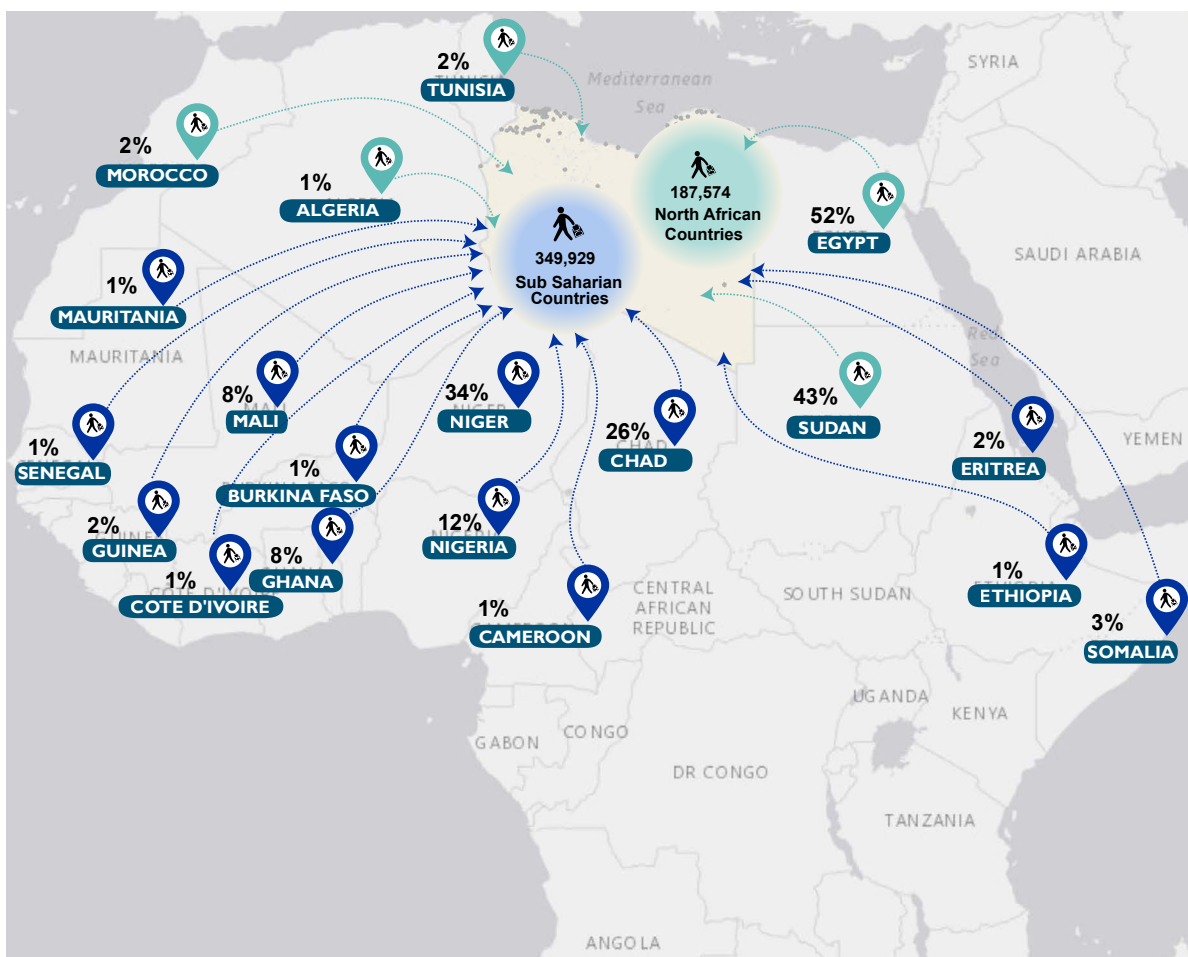 2%
TUNISIA
Mediterranean
Sea
SYRIA
2%
MOROCCO
1%
ALGERIA
187,574
North African
Countries
52%
EGYPT
SAUDI ARABIA
349,929
Sub Saharian
Countries
1%
MAURITANIA
MAURITANIA
Red
Sea
8%
MALI
34%
NIGER
26%
CHAD
43%
SUDAN
1%
SENEGAL
2%
ERITREA
YEMEN
1%
BURKINA FASO
2%
GUINEA
12%
NIGERIA
8%
GHANA
1%
COTE D'IVOIRE
1%
CAMEROON
CENTRAL
AFRICAN
REPUBLIC
SOUTH SUDAN
1%
ETHIOPIA
3%
SOMALIA
UGANDA
KENYA
GABON
CONGO
DR CONGO
TANZANIA
ANGOLA